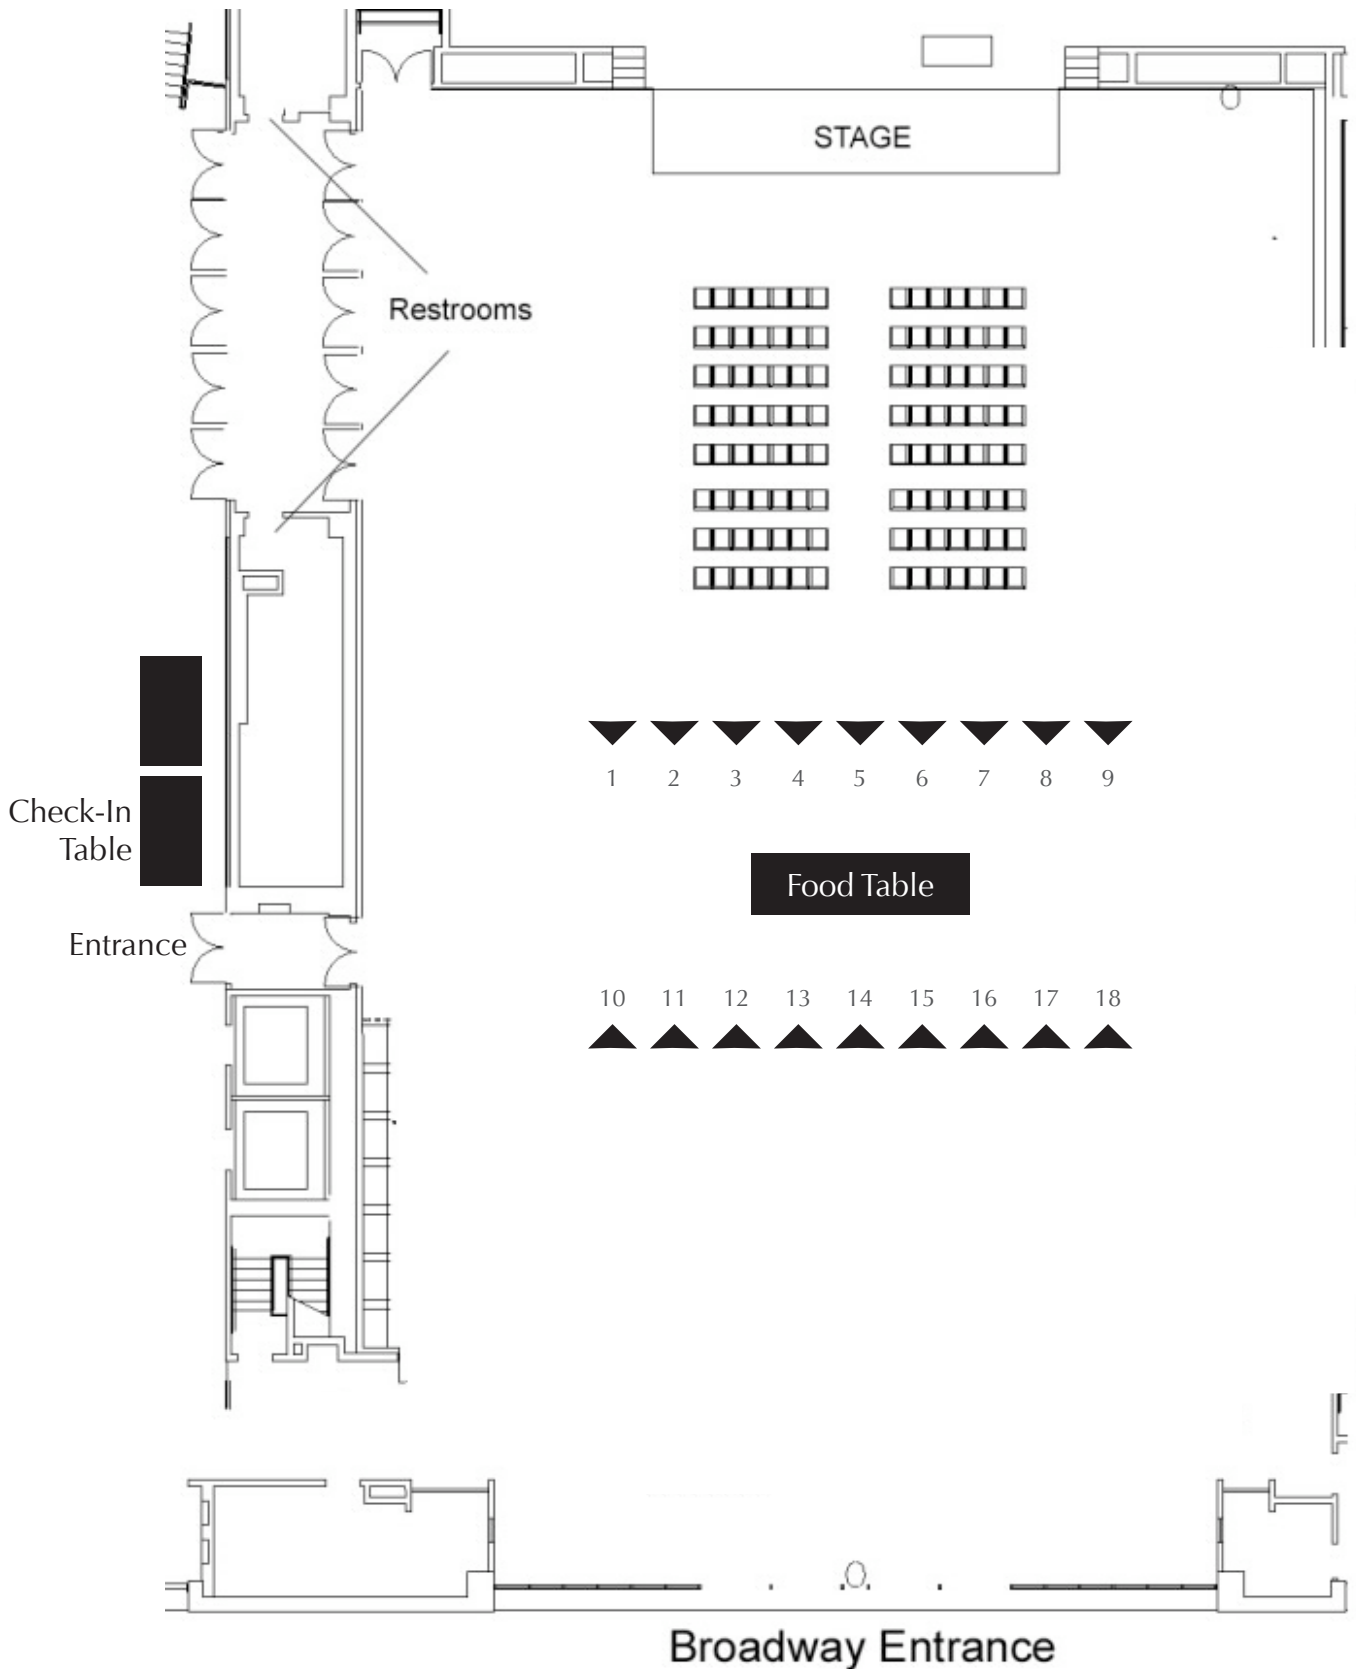 STAGE
Restrooms
1 2 3 4 5 6 7 8 9
Check-In
Table
Food Table
Entrance
10 11 12 13 14 15 16 17 18
Broadway Entrance